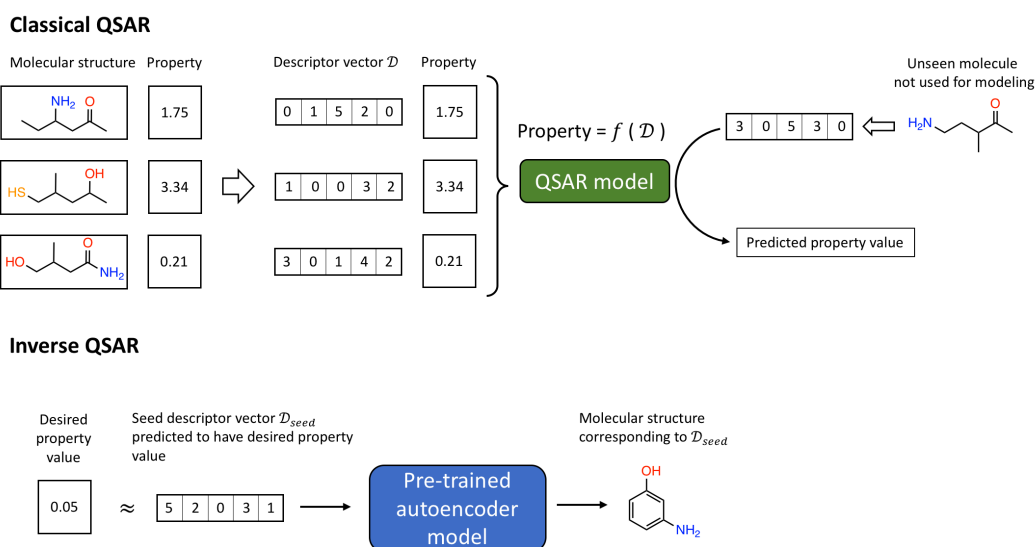 Classical QSAR
Molecular structure
Property
Descriptor vector 𝒟
Property
Unseen molecule
not used for modeling
NH₂
O
1.75
0 1 5 2 0
1.75
Property = f ( 𝒟 )
3 0 5 3 0
H₂N
O
HS
OH
3.34
1 0 0 3 2
3.34
QSAR model
HO
O
NH₂
0.21
3 0 1 4 2
0.21
Predicted property value
Inverse QSAR
Desired
property
value
Seed descriptor vector 𝒟seed
predicted to have desired property
value
Molecular structure
corresponding to 𝒟seed
0.05
≈
5 2 0 3 1
Pre-trained
autoencoder
model
OH
NH₂